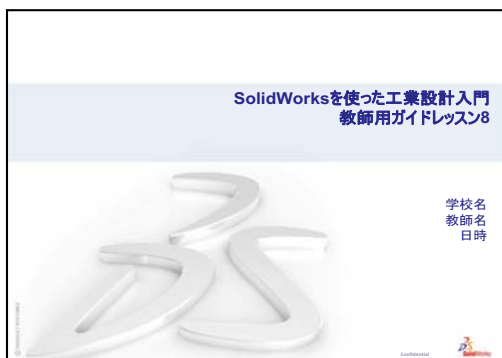 SolidWorksを使った工業設計入門
教師用ガイドレッスン8
学校名
教師名
日時
Confidential
SolidWorks